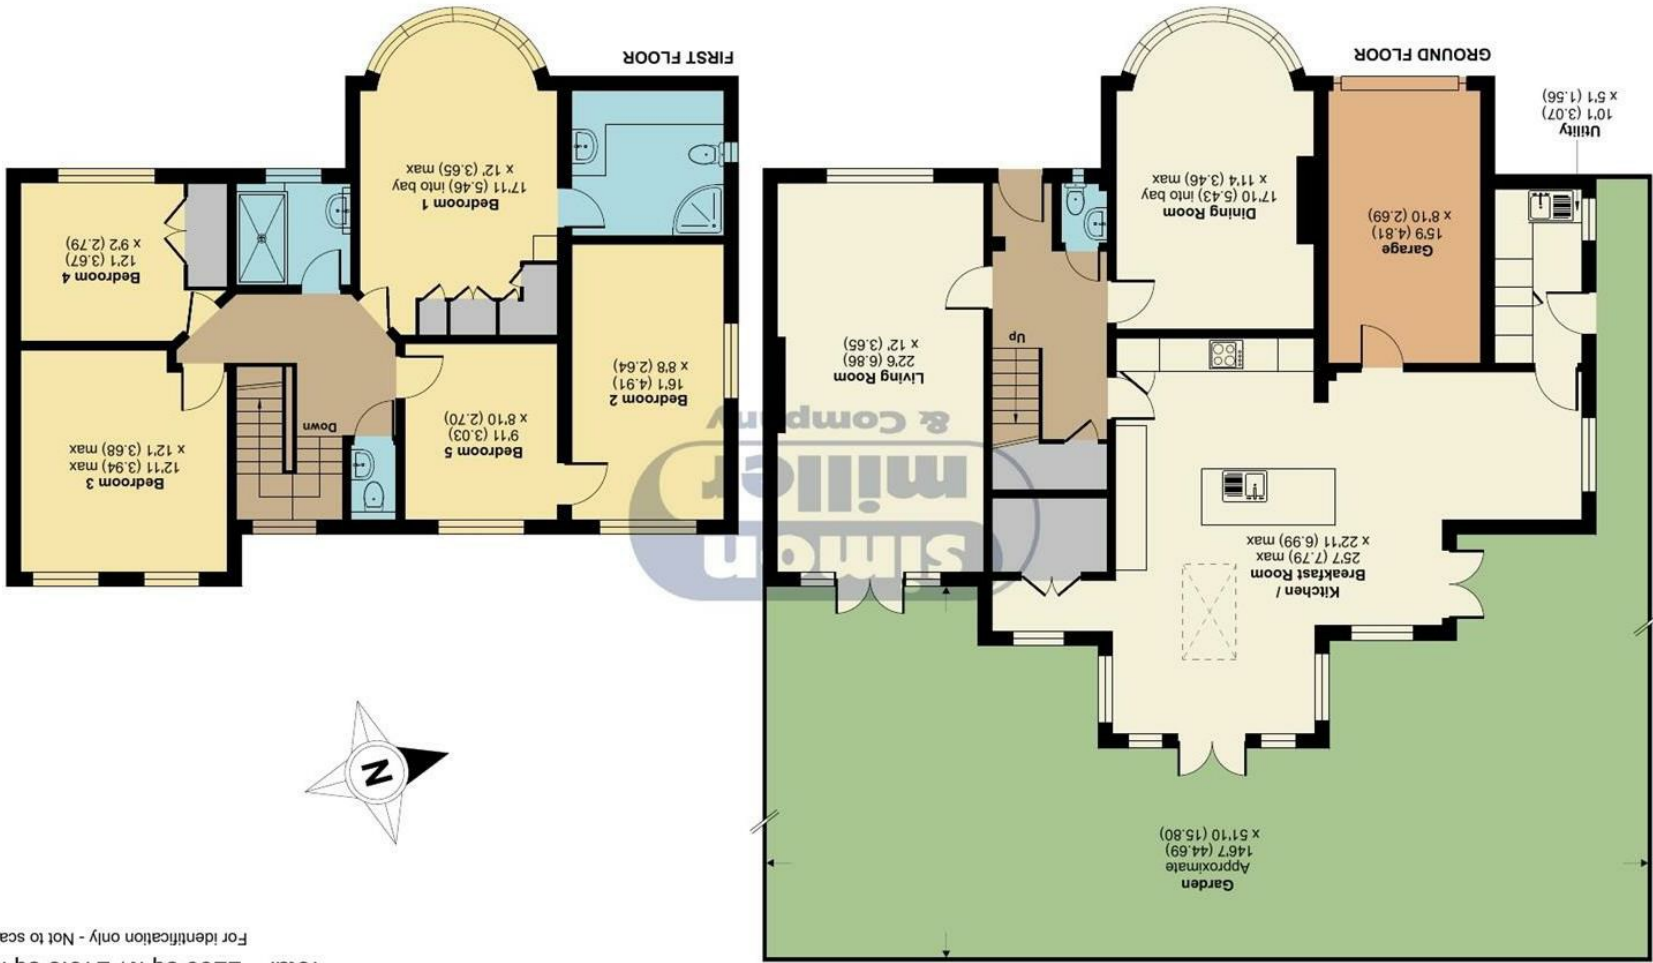 For identification only - Not to sca
Garden
Approximate
146'7 (44.69)
x 51'10 (15.80)
N
Kitchen /
Breakfast Room
25'7 (7.79) max
x 22'11 (6.99) max
simon
miller
& Company
Living Room
22'6 (6.86)
x 12' (3.65)
Up
Utility
10'1 (3.07)
x 5'1 (1.56)
Garage
15'9 (4.81)
x 8'10 (2.69)
Dining Room
17'10 (5.43) into bay
x 11'4 (3.46) max
GROUND FLOOR
Bedroom 2
16'1 (4.91)
x 8'8 (2.64)
Bedroom 5
9'11 (3.03)
x 8'10 (2.70)
Down
Bedroom 3
12'11 (3.94) max
x 12'1 (3.68) max
Bedroom 1
17'11 (5.46) into bay
x 12' (3.65) max
Bedroom 4
12'1 (3.67)
x 9'2 (2.79)
FIRST FLOOR